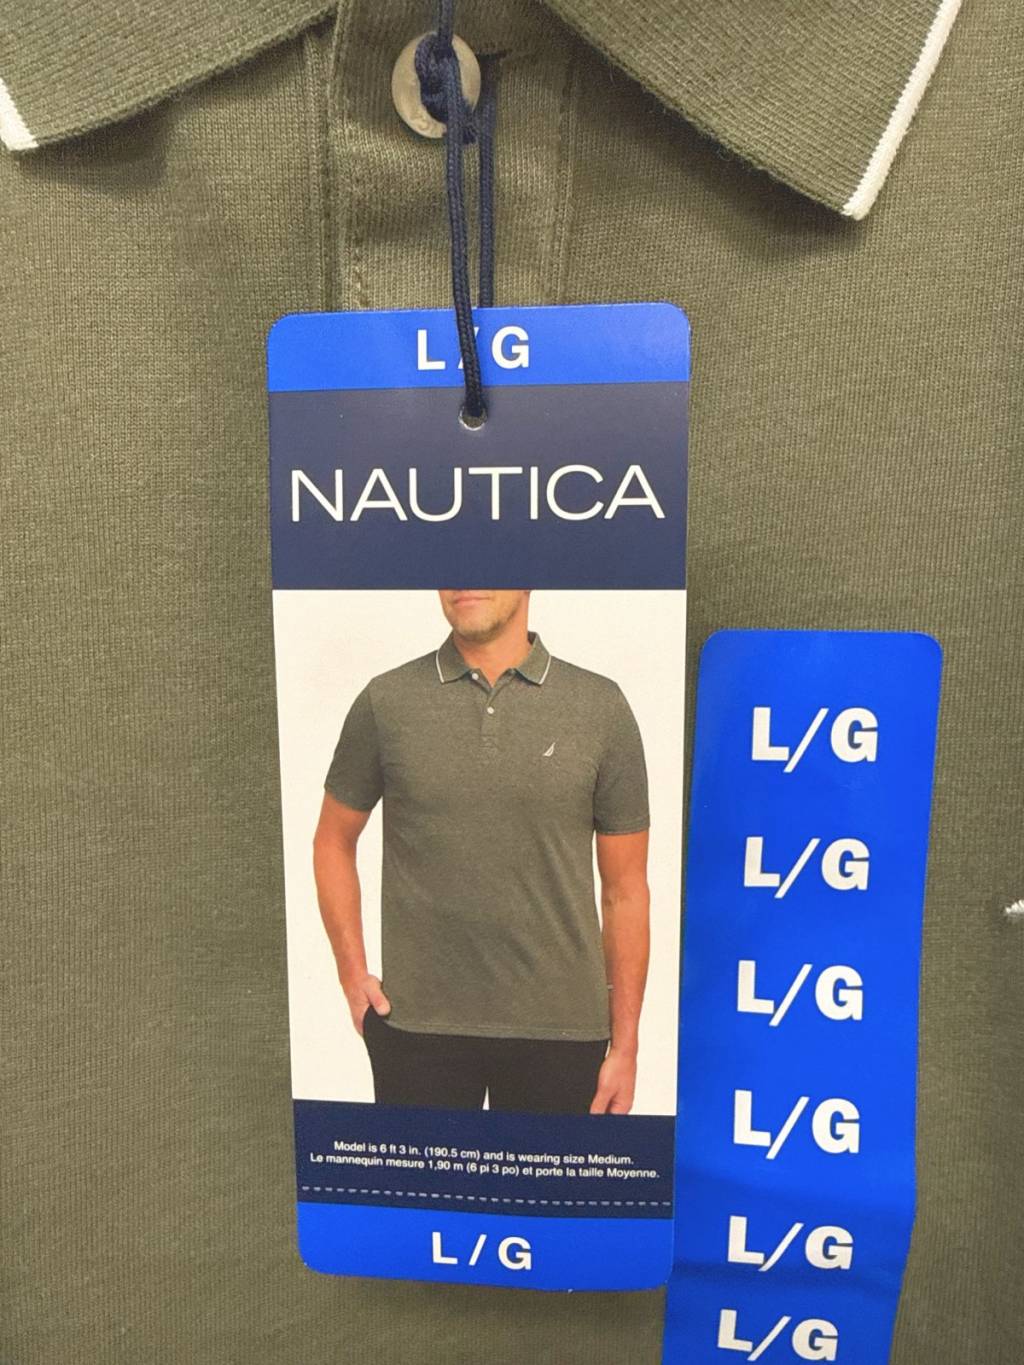 L / G
NAUTICA
Model is 6 ft 3 in. (190.5 cm) and is wearing size Medium.
Le mannequin mesure 1,90 m (6 pi 3 po) et porte la taille Moyenne.
L / G
L/G
L/G
L/G
L/G
L/G
L/G